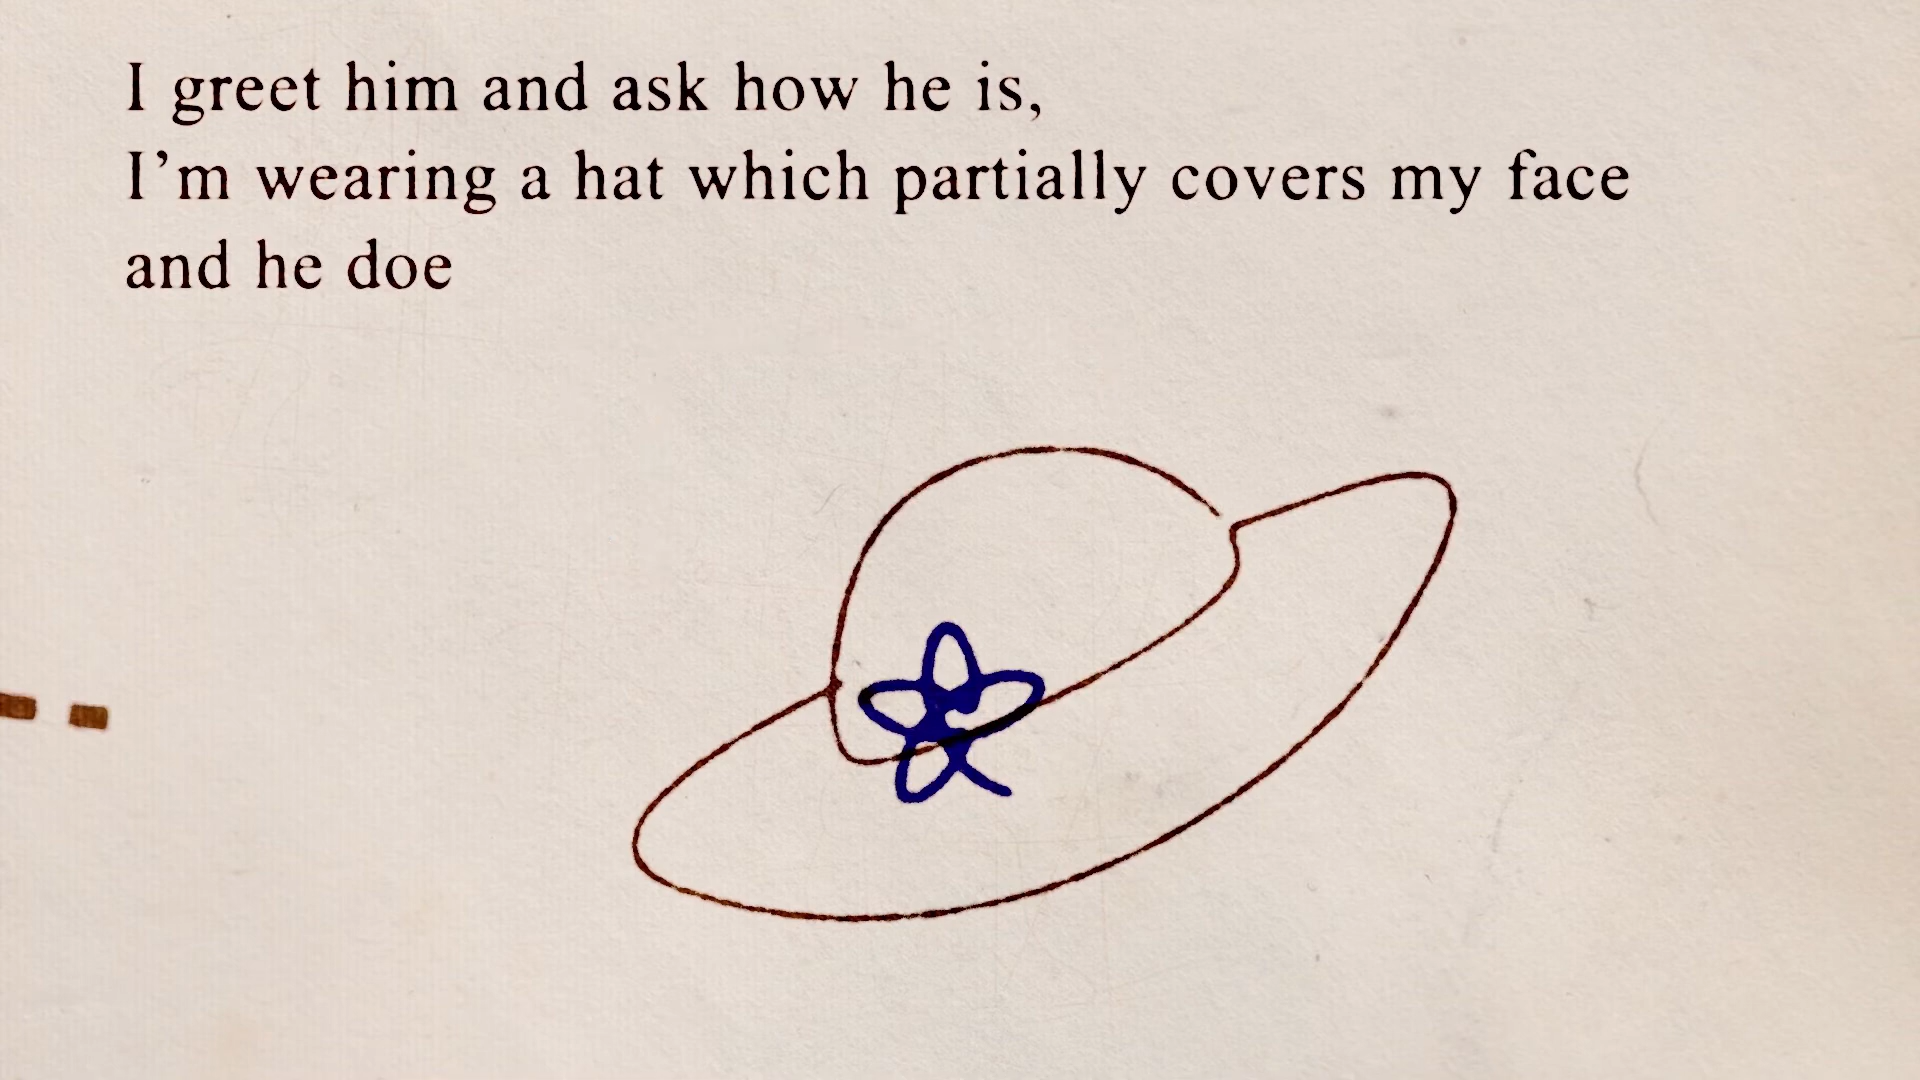 I greet him and ask how he is,
I’m wearing a hat which partially covers my face
and he doe